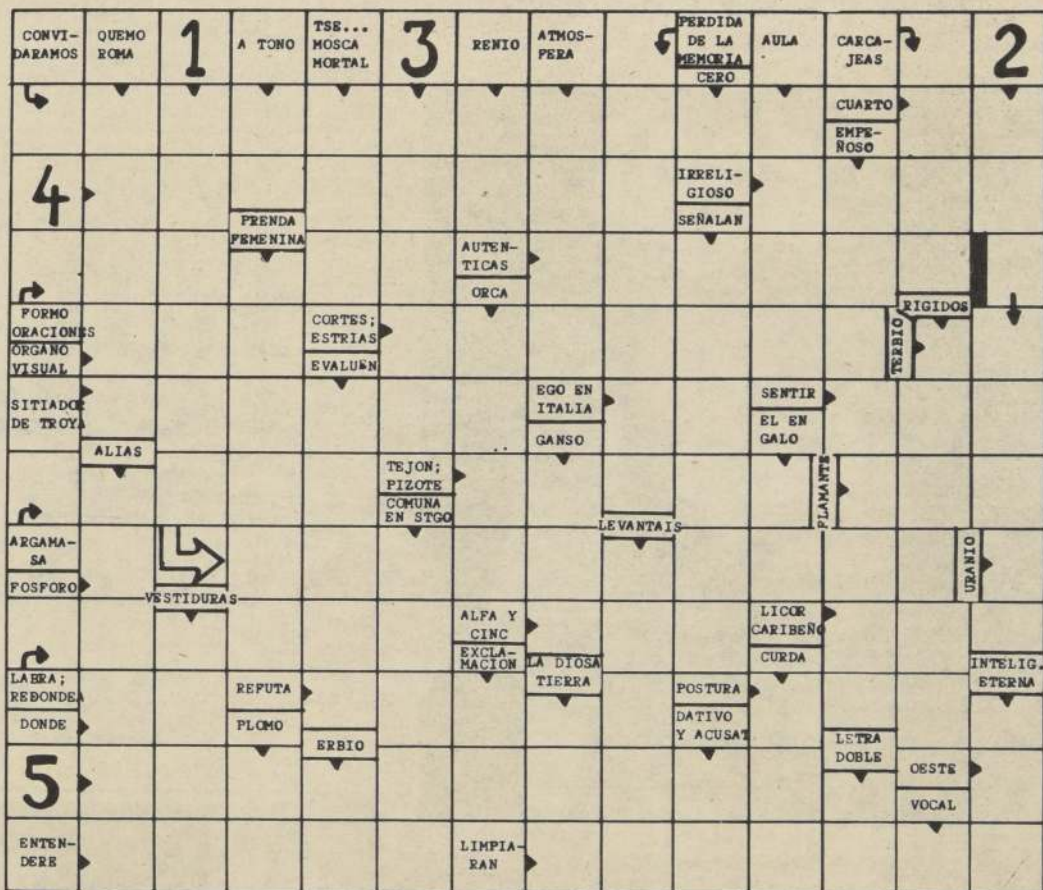 CONVI-
DARAMOS
QUEMO
ROMA
1
A TONO
TSE...
MOSCA
MORTAL
3
RENIO
ATMOS-
FERA
PERDIDA
DE LA
MEMORIA
CERO
AULA
CARCA-
JEAS
2
CUARTO
EMPE-
ÑOSO
4
PRENDA
FEMENINA
IRRELI-
GIOSO
SEÑALAN
AUTEN-
TICAS
ORCA
FORMO
ORACIONES
ORGANO
VISUAL
CORTES;
ESTRIAS
EVALUEN
TERBIO
RIGIDOS
SITIADOR
DE TROYA
ALIAS
EGO EN
ITALIA
GANSO
SENTIR
EL EN
GALO
TEJON;
PIZOTE
COMUNA
EN STGO
LEVANTAIS
FLAMANTE
ARGAMA-
SA
FOSFORO
VESTIDURAS
URANIO
ALFA Y
CINC
EXCLA-
MACION
LA DIOSA
TIERRA
LICOR
CARIBEÑO
CURDA
INTELIG.
ETERNA
LABRA;
REDONDEA
DONDE
REFUTA
PLOMO
ERBIO
POSTURA
DATIVO
Y ACUSAT.
LETRA
DOBLE
5
OESTE
VOCAL
ENTEN-
DERE
LIMPIA-
RAN